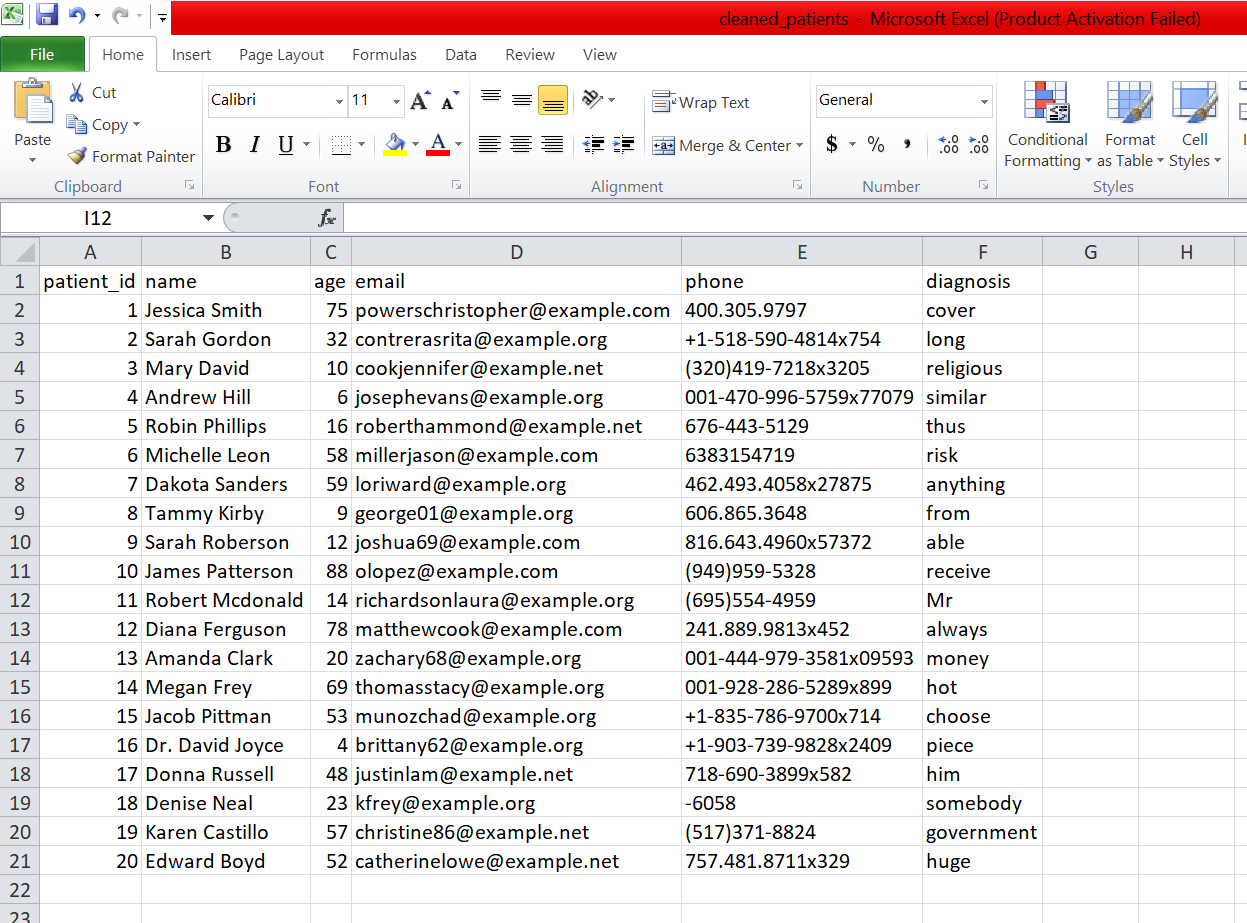 cleaned_patients - Microsoft Excel (Product Activation Failed)
File Home Insert Page Layout Formulas Data Review View
Paste
Cut
Copy
Format Painter
Clipboard
Calibri 11
A A
B I U A
Font
Wrap Text
Merge & Center
Alignment
General
$ % , .0 .00 .00 .0
Number
Conditional Formatting
Format as Table
Cell Styles
Styles
I12 fx
A B C D E F G H
1 patient_id name age email phone diagnosis
2 1 Jessica Smith 75 powerschristopher@example.com 400.305.9797 cover
3 2 Sarah Gordon 32 contrerasrita@example.org +1-518-590-4814x754 long
4 3 Mary David 10 cookjennifer@example.net (320)419-7218x3205 religious
5 4 Andrew Hill 6 josephevans@example.org 001-470-996-5759x77079 similar
6 5 Robin Phillips 16 roberthammond@example.net 676-443-5129 thus
7 6 Michelle Leon 58 millerjason@example.com 6383154719 risk
8 7 Dakota Sanders 59 loriward@example.org 462.493.4058x27875 anything
9 8 Tammy Kirby 9 george01@example.org 606.865.3648 from
10 9 Sarah Roberson 12 joshua69@example.com 816.643.4960x57372 able
11 10 James Patterson 88 olopez@example.com (949)959-5328 receive
12 11 Robert Mcdonald 14 richardsonlaura@example.org (695)554-4959 Mr
13 12 Diana Ferguson 78 matthewcook@example.com 241.889.9813x452 always
14 13 Amanda Clark 20 zachary68@example.org 001-444-979-3581x09593 money
15 14 Megan Frey 69 thomasstacy@example.org 001-928-286-5289x899 hot
16 15 Jacob Pittman 53 munozchad@example.org +1-835-786-9700x714 choose
17 16 Dr. David Joyce 4 brittany62@example.org +1-903-739-9828x2409 piece
18 17 Donna Russell 48 justinlam@example.net 718-690-3899x582 him
19 18 Denise Neal 23 kfrey@example.org -6058 somebody
20 19 Karen Castillo 57 christine86@example.net (517)371-8824 government
21 20 Edward Boyd 52 catherinelowe@example.net 757.481.8711x329 huge
22
23